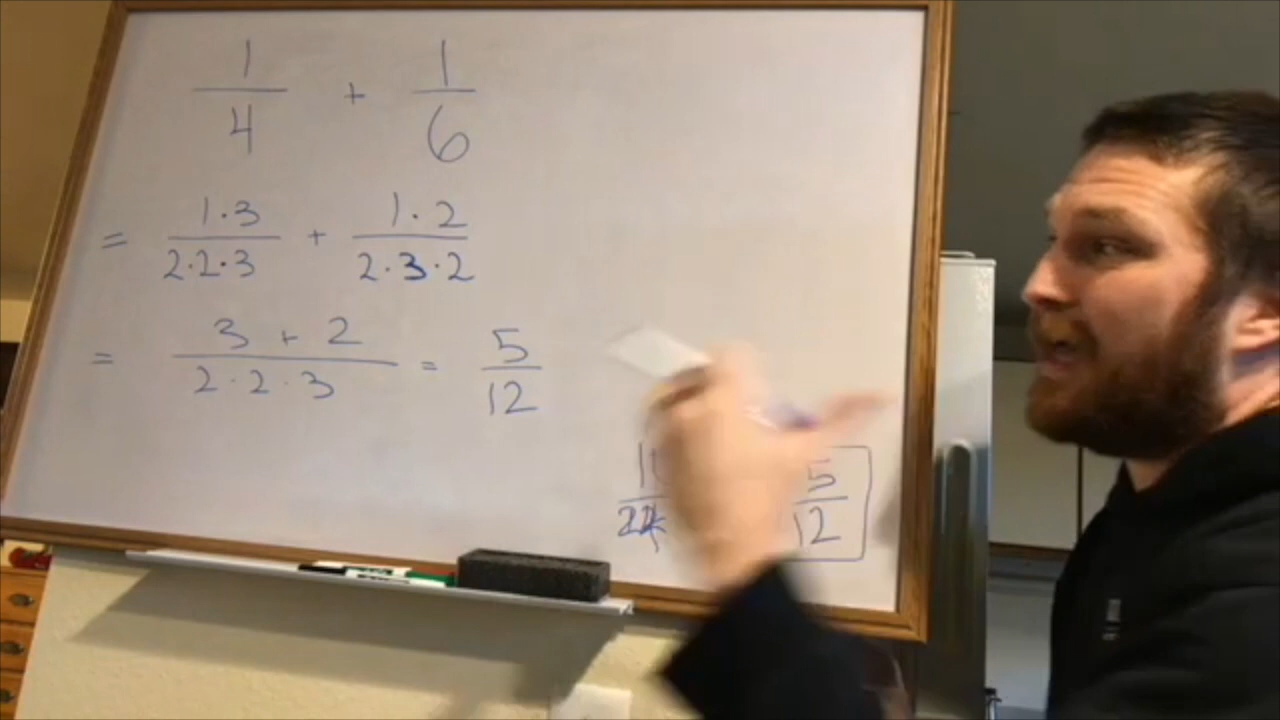 1/4 + 1/6
= 1·3/2·2·3 + 1·2/2·3·2
= 3 + 2/2·2·3 = 5/12
5/12